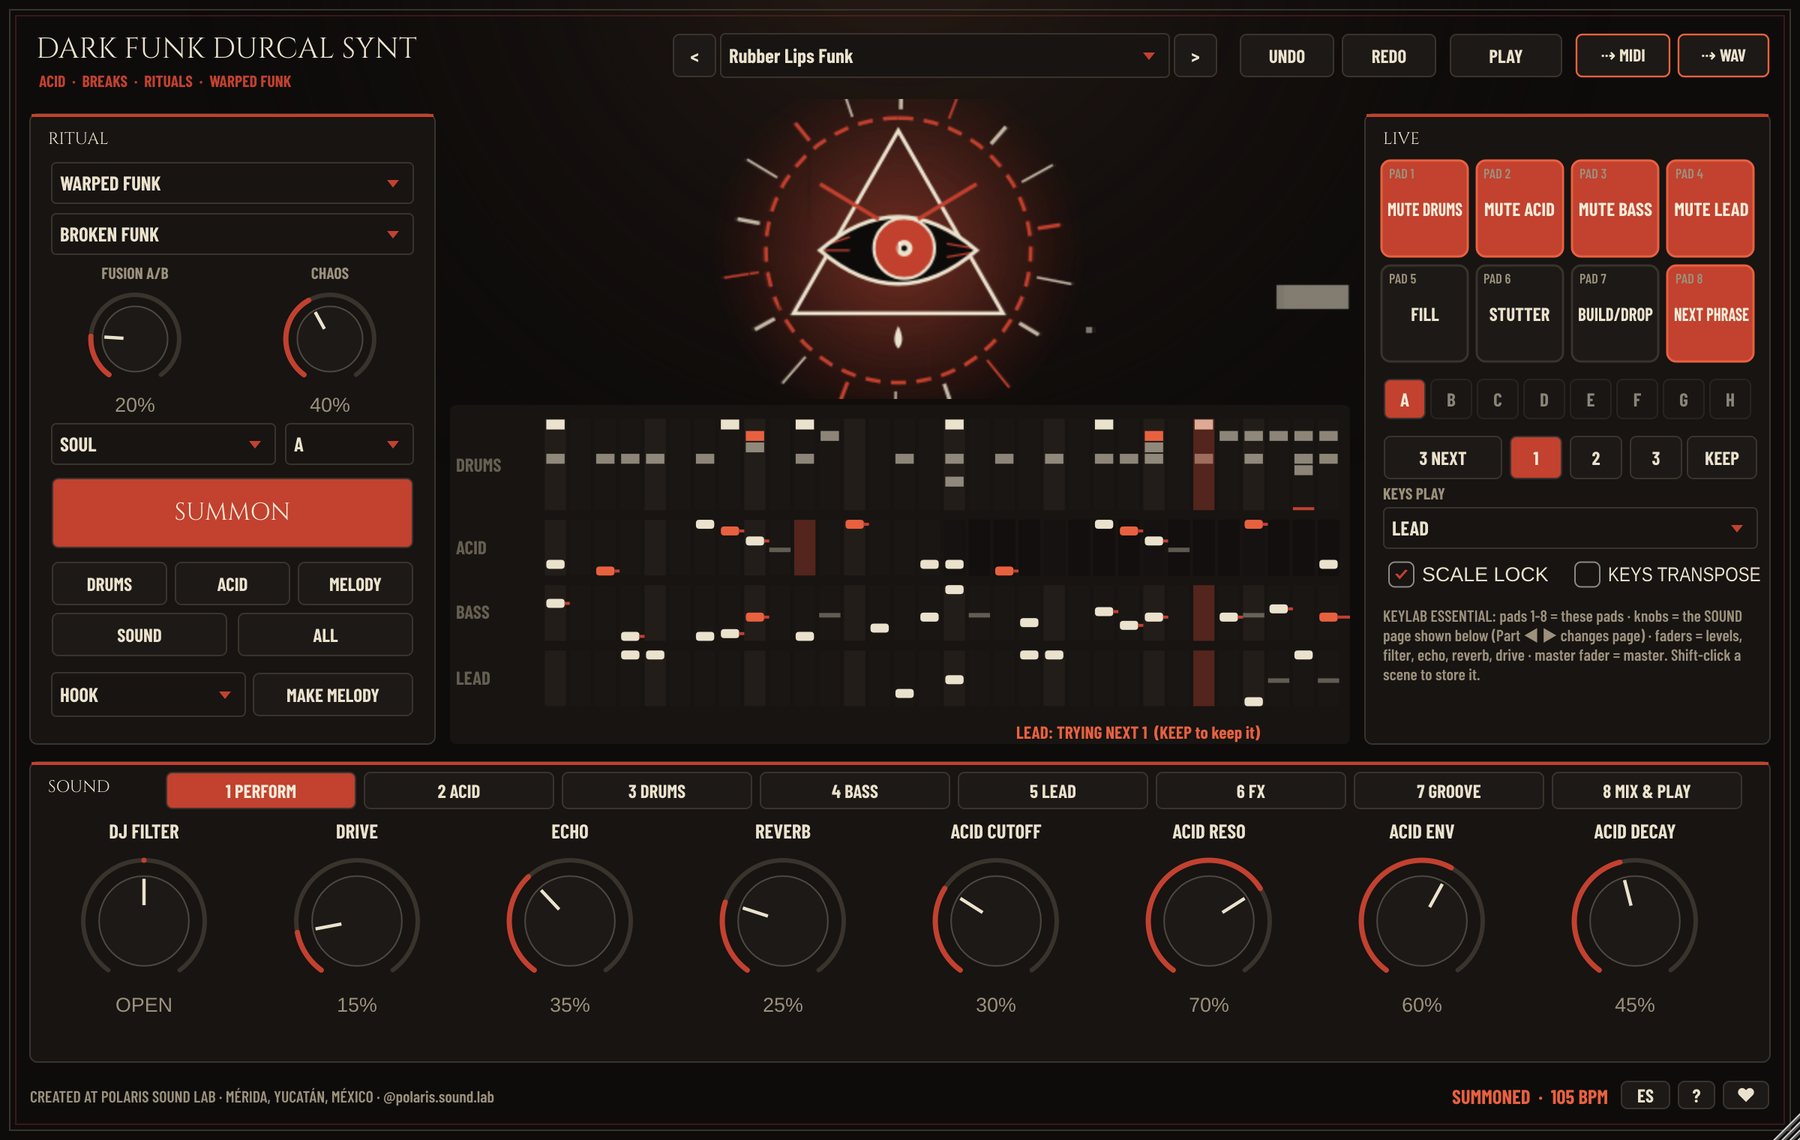 DARK FUNK DURCAL SYNT
ACID · BREAKS · RITUALS · WARPED FUNK
<
Rubber Lips Funk
>
UNDO
REDO
PLAY
⇢ MIDI
⇢ WAV
RITUAL
WARPED FUNK
BROKEN FUNK
FUSION A/B
CHAOS
20%
40%
SOUL
A
SUMMON
DRUMS
ACID
MELODY
SOUND
ALL
HOOK
MAKE MELODY
DRUMS
ACID
BASS
LEAD
LEAD: TRYING NEXT 1 (KEEP to keep it)
LIVE
PAD 1
MUTE DRUMS
PAD 2
MUTE ACID
PAD 3
MUTE BASS
PAD 4
MUTE LEAD
PAD 5
FILL
PAD 6
STUTTER
PAD 7
BUILD/DROP
PAD 8
NEXT PHRASE
A B C D E F G H
3 NEXT
1
2
3
KEEP
KEYS PLAY
LEAD
SCALE LOCK
KEYS TRANSPOSE
KEYLAB ESSENTIAL: pads 1-8 = these pads · knobs = the SOUND
page shown below (Part ◀ ▶ changes page) · faders = levels,
filter, echo, reverb, drive · master fader = master. Shift-click a
scene to store it.
SOUND
1 PERFORM
2 ACID
3 DRUMS
4 BASS
5 LEAD
6 FX
7 GROOVE
8 MIX & PLAY
DJ FILTER
DRIVE
ECHO
REVERB
ACID CUTOFF
ACID RESO
ACID ENV
ACID DECAY
OPEN
15%
35%
25%
30%
70%
60%
45%
CREATED AT POLARIS SOUND LAB · MÉRIDA, YUCATÁN, MÉXICO · @polaris.sound.lab
SUMMONED · 105 BPM
ES
?